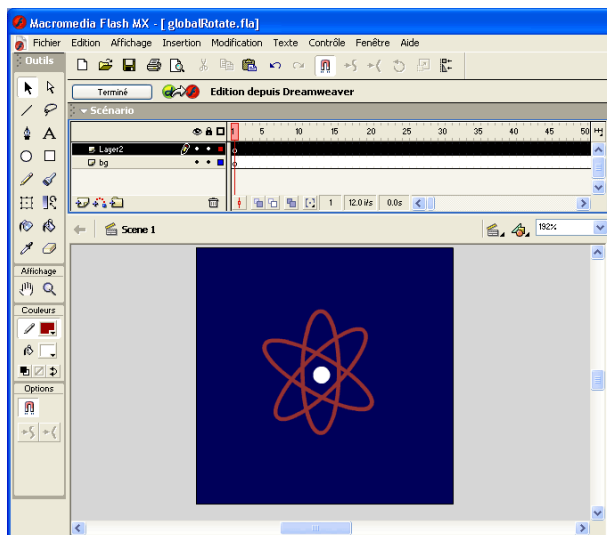 Macromedia Flash MX - [ globalRotate.fla]
Fichier Edition Affichage Insertion Modification Texte Contrôle Fenêtre Aide
Outils
Terminé Edition depuis Dreamweaver
Scénario
1 5 10 15 20 25 30 35 40 45 50
Layer2
bg
1 12.0 i/s 0.0s
Scene 1 192%
Affichage
Couleurs
Options